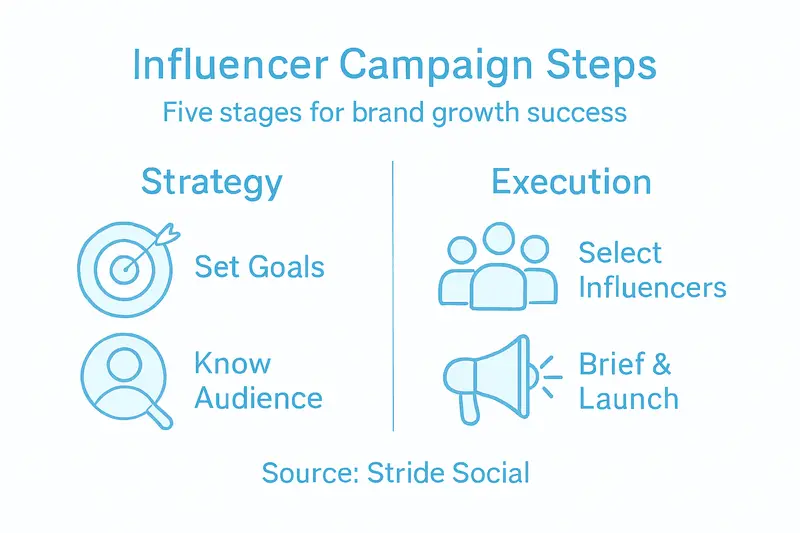 Influencer Campaign Steps
Five stages for brand growth success
Strategy
Set Goals
Know
Audience
Execution
Select
Influencers
Brief &
Launch
Source: Stride Social